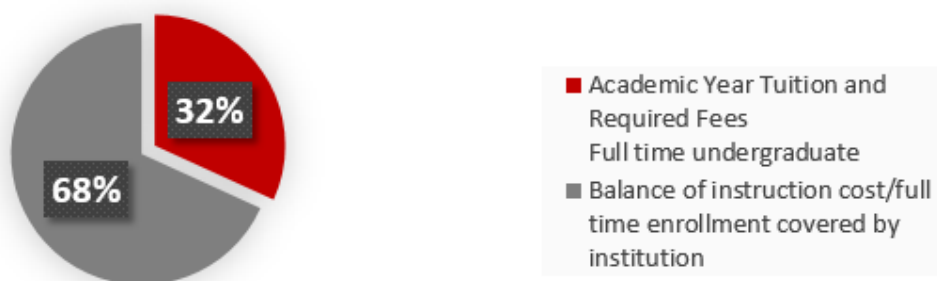 32%
68%
Academic Year Tuition and
Required Fees
Full time undergraduate
Balance of instruction cost/full
time enrollment covered by
institution